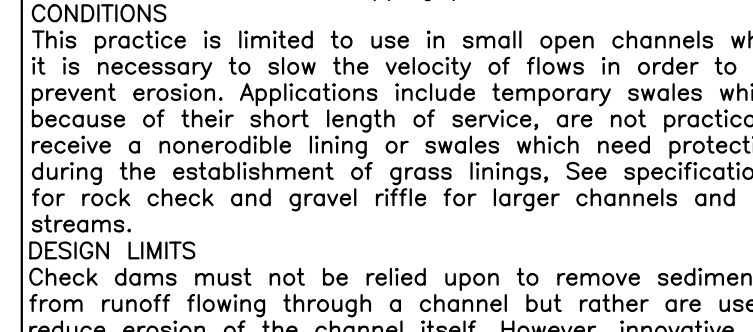 CONDITIONS
This practice is limited to use in small open channels wh
it is necessary to slow the velocity of flows in order to
prevent erosion. Applications include temporary swales whi
because of their short length of service, are not practica
receive a nonerodible lining or swales which need protecti
during the establishment of grass linings, See specificatio
for rock check and gravel riffle for larger channels and
streams.
DESIGN LIMITS
Check dams must not be relied upon to remove sedimen
from runoff flowing through a channel but rather are use
reduce erosion of the channel itself. However, innovative